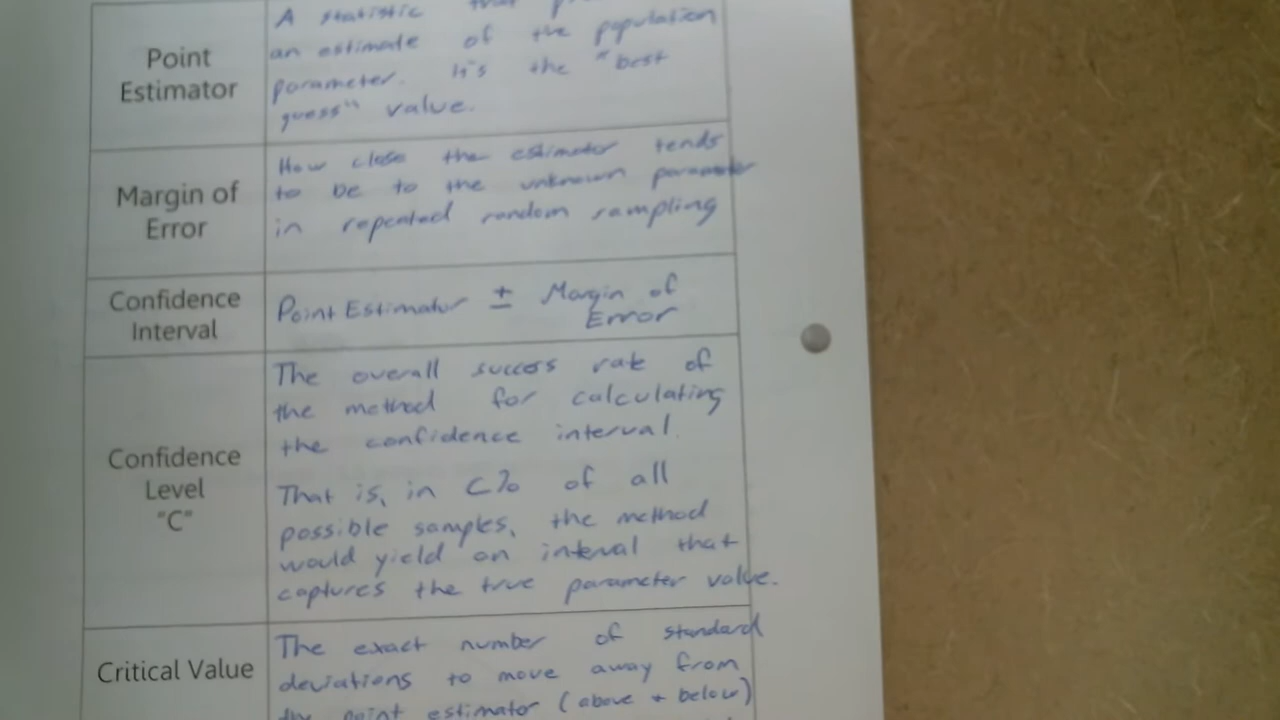 A statistic that
Point
Estimator
an estimate of the population
parameter. It's the "best
guess" value.
Margin of
Error
How close the estimator tends
to be to the unknown parameter
in repeated random sampling
Confidence
Interval
Point Estimator ± Margin of
Error
Confidence
Level
"C"
The overall success rate of
the method for calculating
the confidence interval.
That is, in C% of all
possible samples, the method
would yield an interval that
captures the true parameter value.
Critical Value
The exact number of standard
deviations to move away from
the point estimator (above + below)